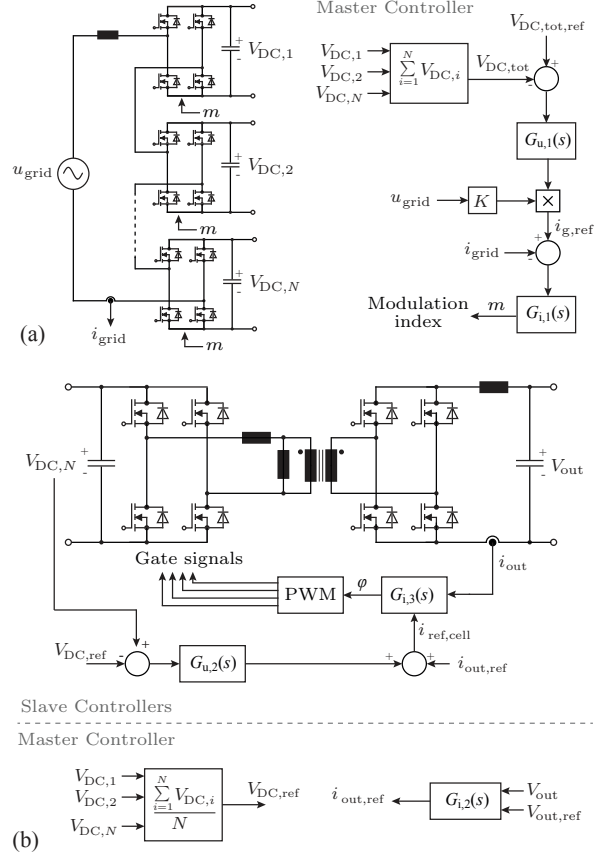 Master Controller
V_DC,tot,ref
V_DC,1
V_DC,2
V_DC,N
N
∑ V_DC,i
i=1
V_DC,tot
+
-
G_u,1(s)
u_grid
K
×
i_g,ref
i_grid
+
-
G_i,1(s)
m
Modulation
index
+
-
V_DC,1
m
+
-
V_DC,2
m
u_grid
+
-
V_DC,N
m
i_grid
(a)
V_DC,N
+
-
+
-
V_out
i_out
Gate signals
PWM
φ
G_i,3(s)
i_ref,cell
V_DC,ref
-
+
G_u,2(s)
+
+
i_out,ref
Slave Controllers
Master Controller
V_DC,1
V_DC,2
V_DC,N
N
∑ V_DC,i
i=1
N
V_DC,ref
i_out,ref
G_i,2(s)
V_out
V_out,ref
(b)